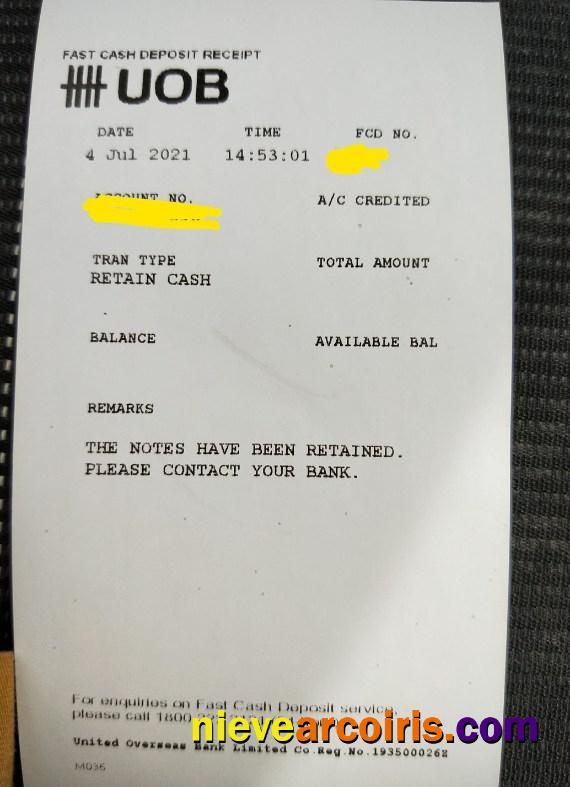 FAST CASH DEPOSIT RECEIPT
UOB
DATE TIME FCD NO.
4 Jul 2021 14:53:01
ACCOUNT NO. A/C CREDITED
TRAN TYPE TOTAL AMOUNT
RETAIN CASH
BALANCE AVAILABLE BAL
REMARKS
THE NOTES HAVE BEEN RETAINED.
PLEASE CONTACT YOUR BANK.
For enquiries on Fast Cash Deposit service,
please call 1800
nievearcoiris.com
United Overseas Bank Limited Co.Reg.No.193500026Z
M035